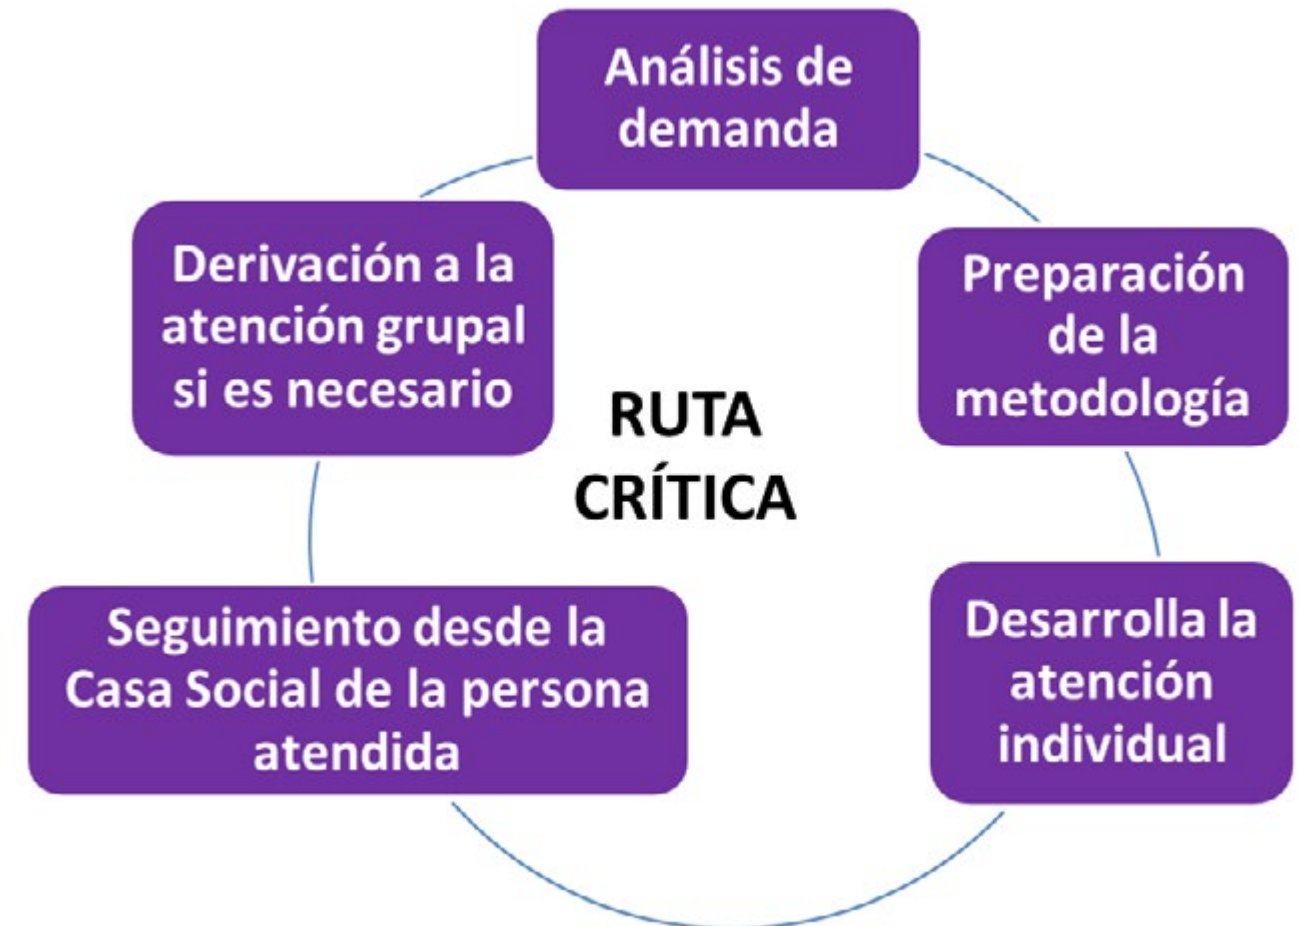 Análisis de
demanda
Preparación
de la
metodología
Desarrolla la
atención
individual
Seguimiento desde la
Casa Social de la persona
atendida
Derivación a la
atención grupal
si es necesario
RUTA
CRÍTICA